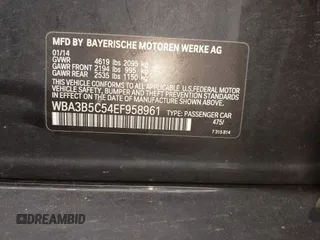 MFD BY BAYERISCHE MOTOREN WERKE AG
01/14
GVWR 4619 lbs 2095 kg
GAWR FRONT 2194 lbs 995 kg
GAWR REAR 2535 lbs 1150 kg
THIS VEHICLE CONFORMS TO ALL APPLICABLE U.S. FEDERAL MOTOR
VEHICLE SAFETY, BUMPER, AND THEFT PREVENTION STANDARDS IN
EFFECT ON THE DATE OF MANUFACTURE SHOWN ABOVE.
WBA3B5C54EF958961 TYPE: PASSENGER CAR
475/
7 315 814
DREAMBID